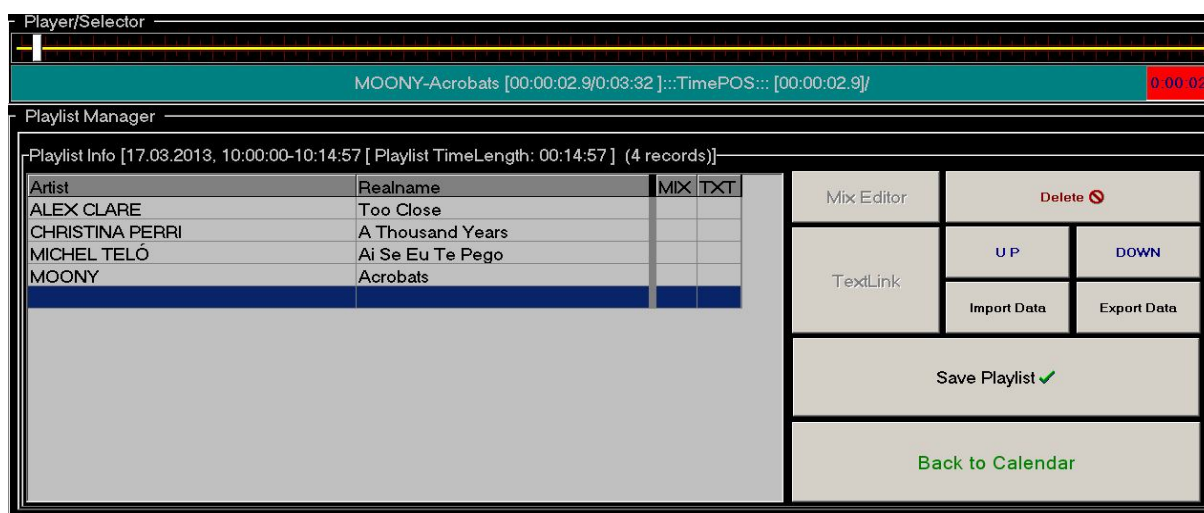 Player/Selector
MOONY-Acrobats [00:00:02.9/0:03:32 ]:::TimePOS::: [00:00:02.9]/
0:00:02
Playlist Manager
Playlist Info [17.03.2013, 10:00:00-10:14:57 [ Playlist TimeLength: 00:14:57 ]  (4 records)]
Artist Realname MIX TXT
ALEX CLARE Too Close
CHRISTINA PERRI A Thousand Years
MICHEL TELÓ Ai Se Eu Te Pego
MOONY Acrobats
Mix Editor Delete
TextLink
U P DOWN
Import Data Export Data
Save Playlist
Back to Calendar